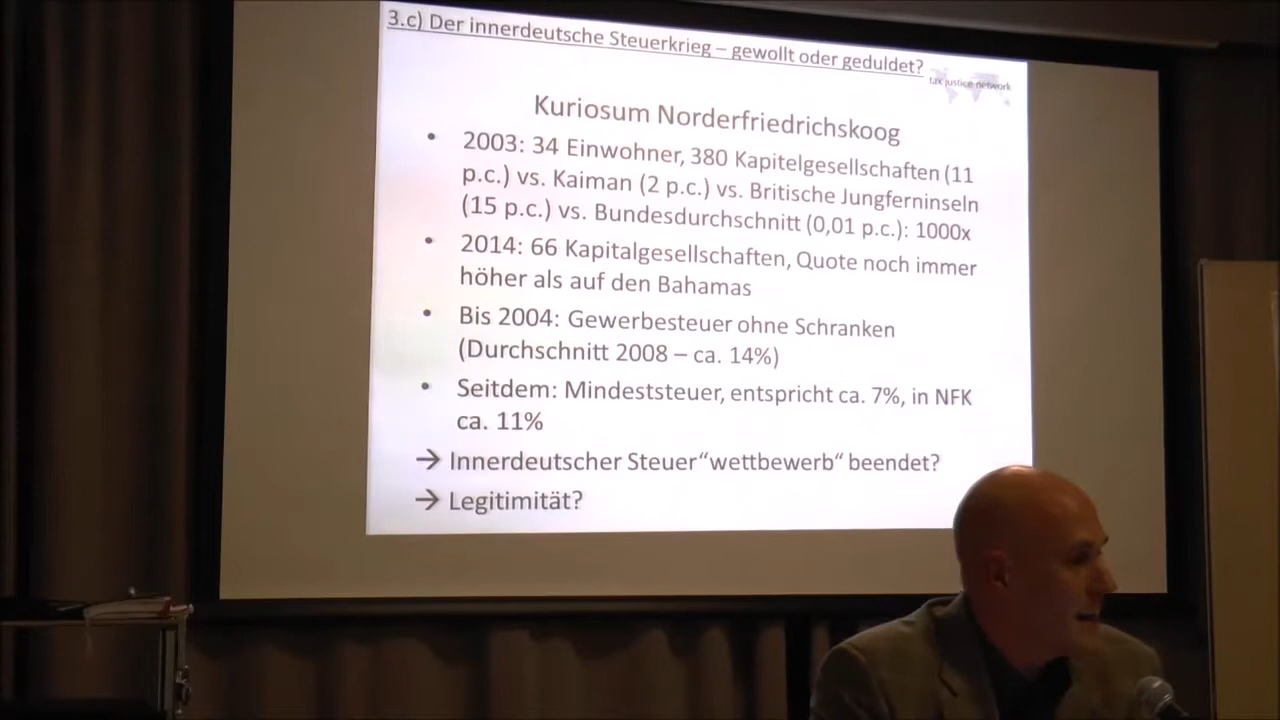 3.c) Der innerdeutsche Steuerkrieg – gewollt oder geduldet?
tax justice network
Kuriosum Norderfriedrichskoog
• 2003: 34 Einwohner, 380 Kapitelgesellschaften (11
p.c.) vs. Kaiman (2 p.c.) vs. Britische Jungferninseln
(15 p.c.) vs. Bundesdurchschnitt (0,01 p.c.): 1000x
• 2014: 66 Kapitalgesellschaften, Quote noch immer
höher als auf den Bahamas
• Bis 2004: Gewerbesteuer ohne Schranken
(Durchschnitt 2008 – ca. 14%)
• Seitdem: Mindeststeuer, entspricht ca. 7%, in NFK
ca. 11%
→ Innerdeutscher Steuer“wettbewerb“ beendet?
→ Legitimität?